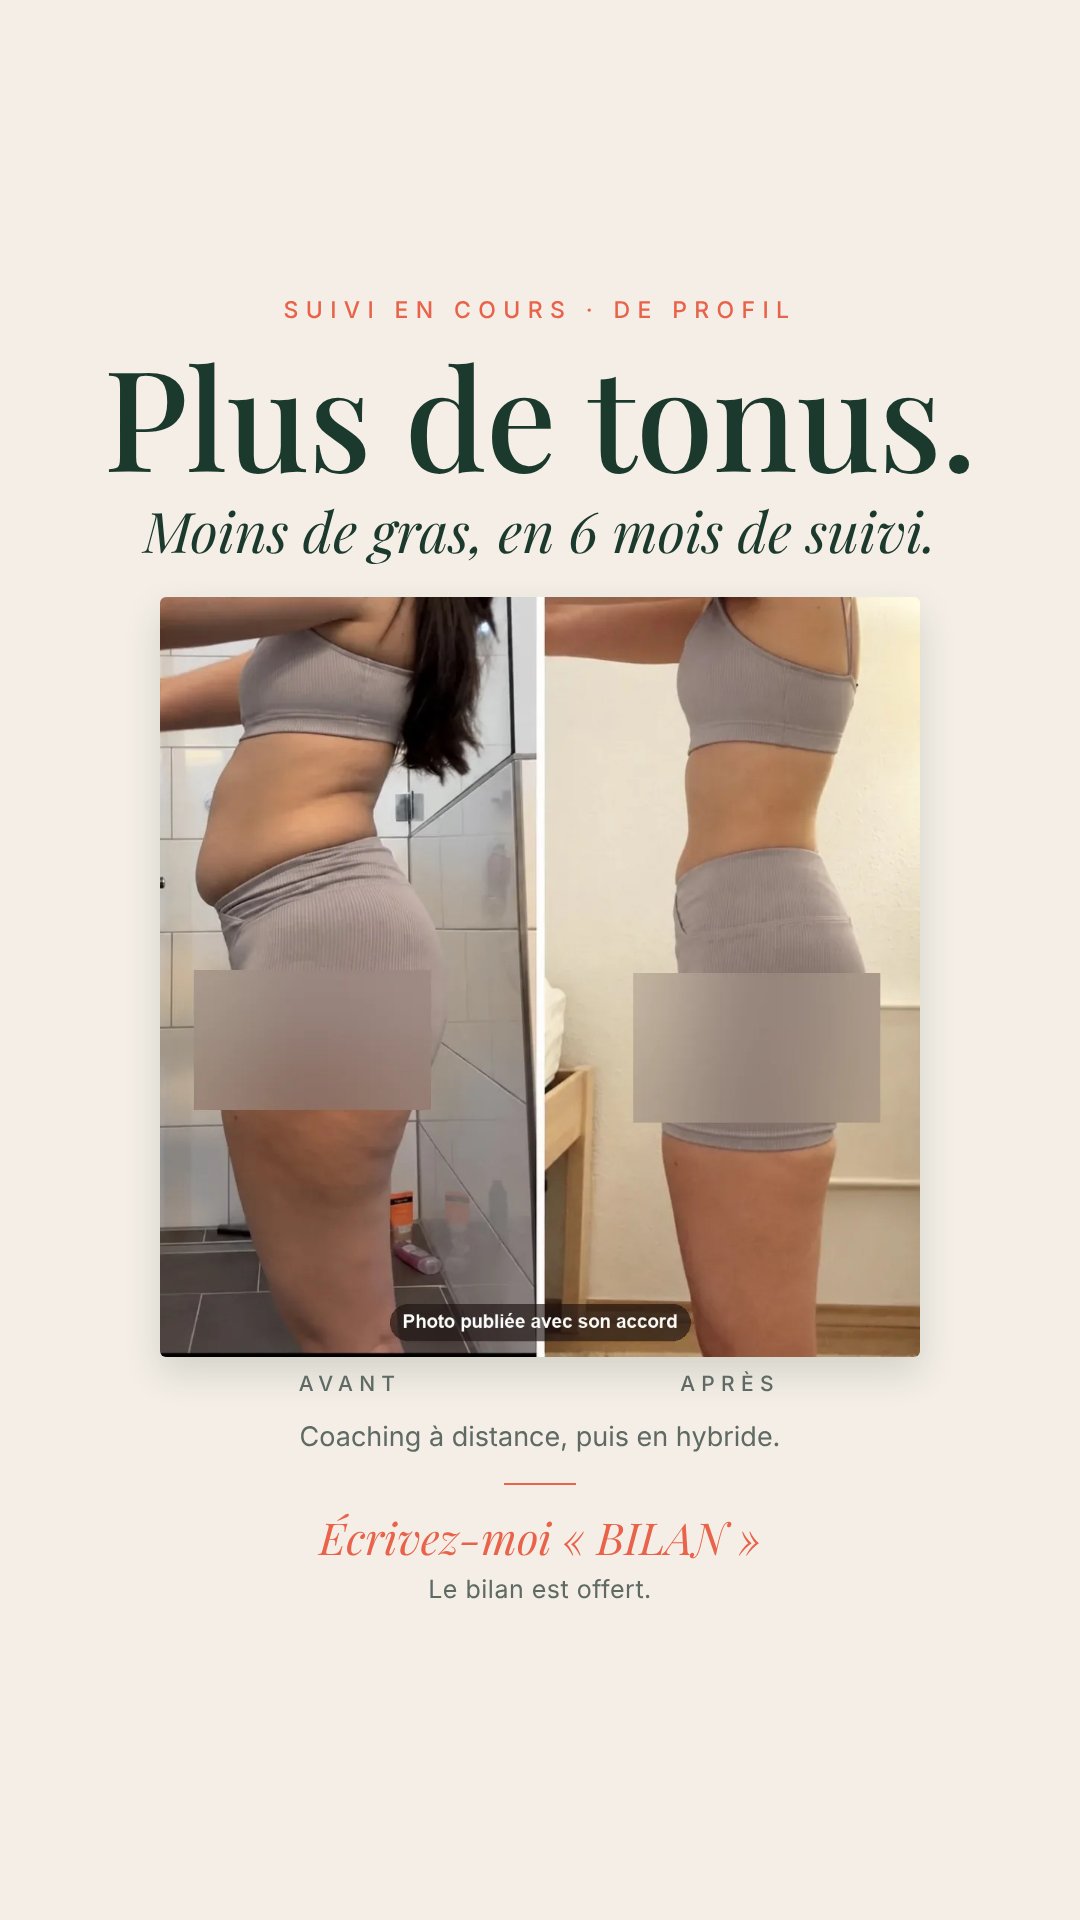 SUIVI EN COURS · DE PROFIL
Plus de tonus.
Moins de gras, en 6 mois de suivi.
Photo publiée avec son accord
AVANT
APRÈS
Coaching à distance, puis en hybride.
Écrivez-moi « BILAN »
Le bilan est offert.